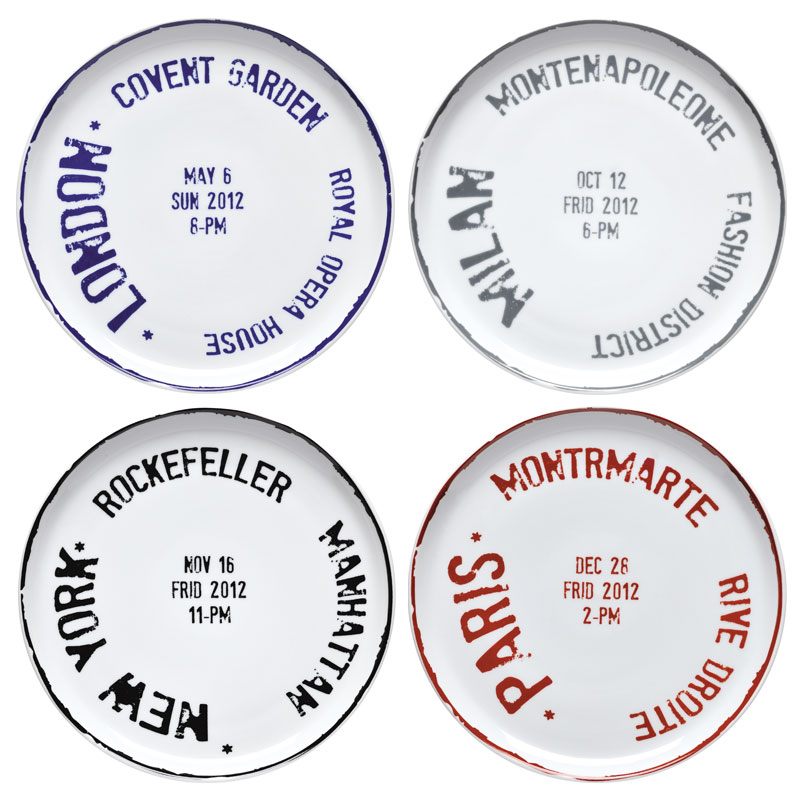 COVENT GARDEN
ROYAL OPERA HOUSE
* LONDON *
MAY 6
SUN 2012
8-PM
MONTENAPOLEONE
FASHION DISTRICT
MILAN
OCT 12
FRID 2012
6-PM
ROCKEFELLER
MANHATTAN
* NEW YORK *
NOV 16
FRID 2012
11-PM
MONTRMARTE
RIVE DROITE
* PARIS *
DEC 28
FRID 2012
2-PM